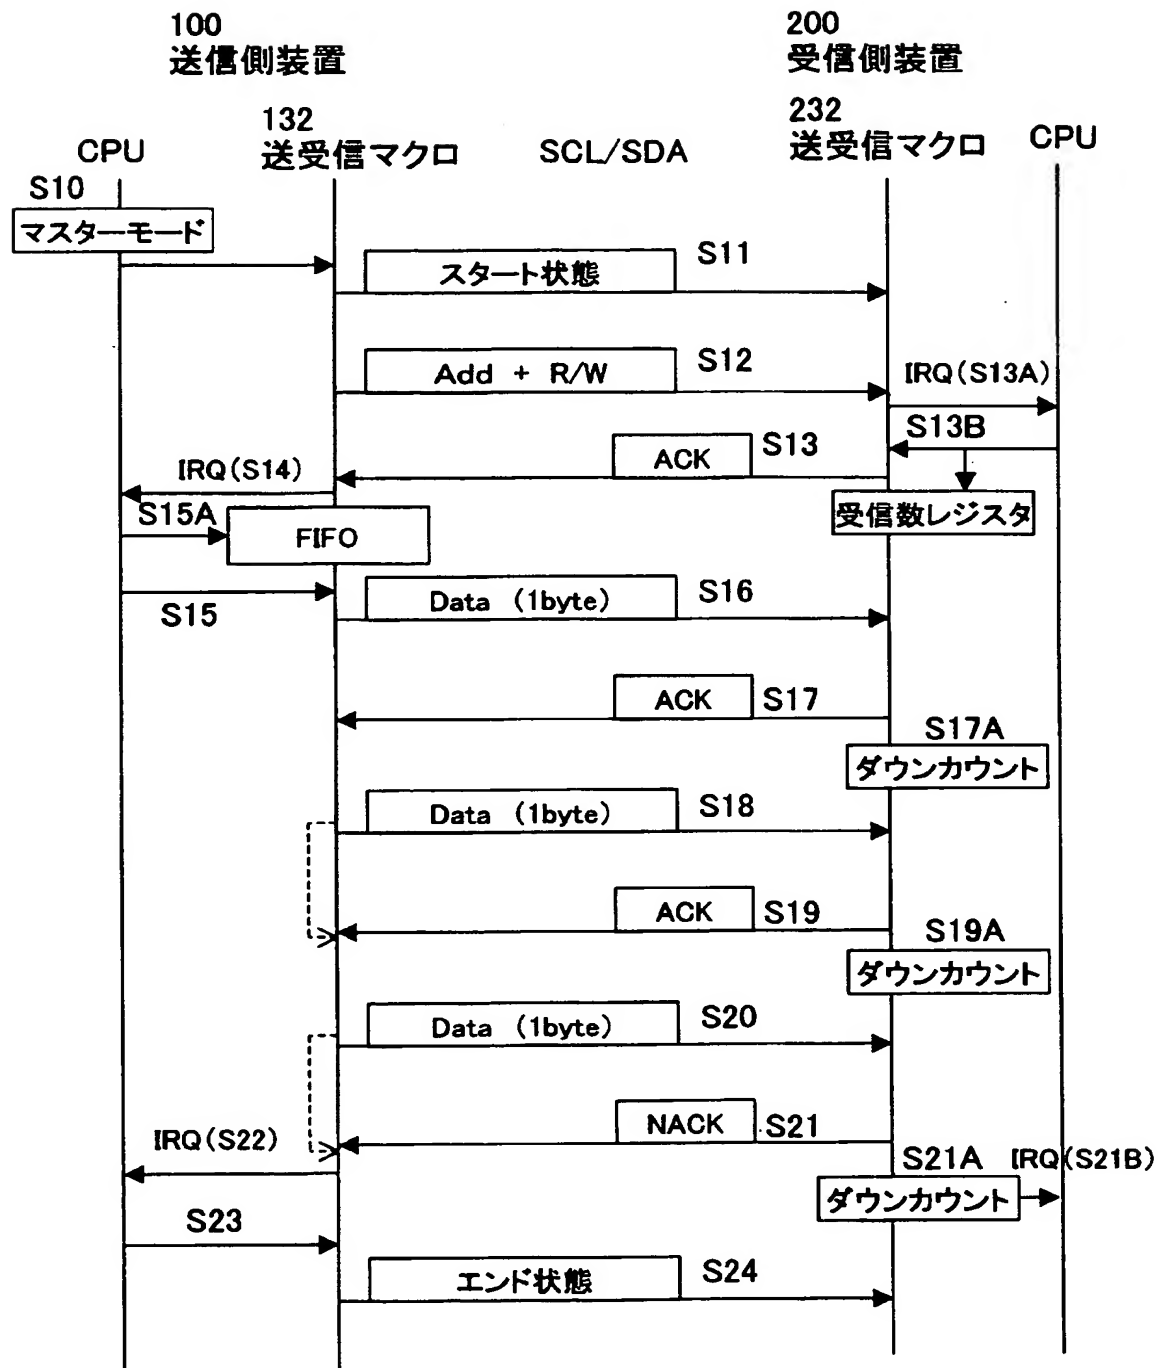 100
送信側装置
200
受信側装置
132
送受信マクロ
232
送受信マクロ
CPU
SCL/SDA
CPU
S10
マスターモード
スタート状態
S11
Add + R/W
S12
IRQ(S13A)
S13B
ACK
S13
IRQ(S14)
受信数レジスタ
S15A
FIFO
S15
Data (1byte)
S16
ACK
S17
S17A
ダウンカウント
Data (1byte)
S18
ACK
S19
S19A
ダウンカウント
Data (1byte)
S20
NACK
S21
IRQ(S22)
S21A
IRQ(S21B)
ダウンカウント
S23
エンド状態
S24